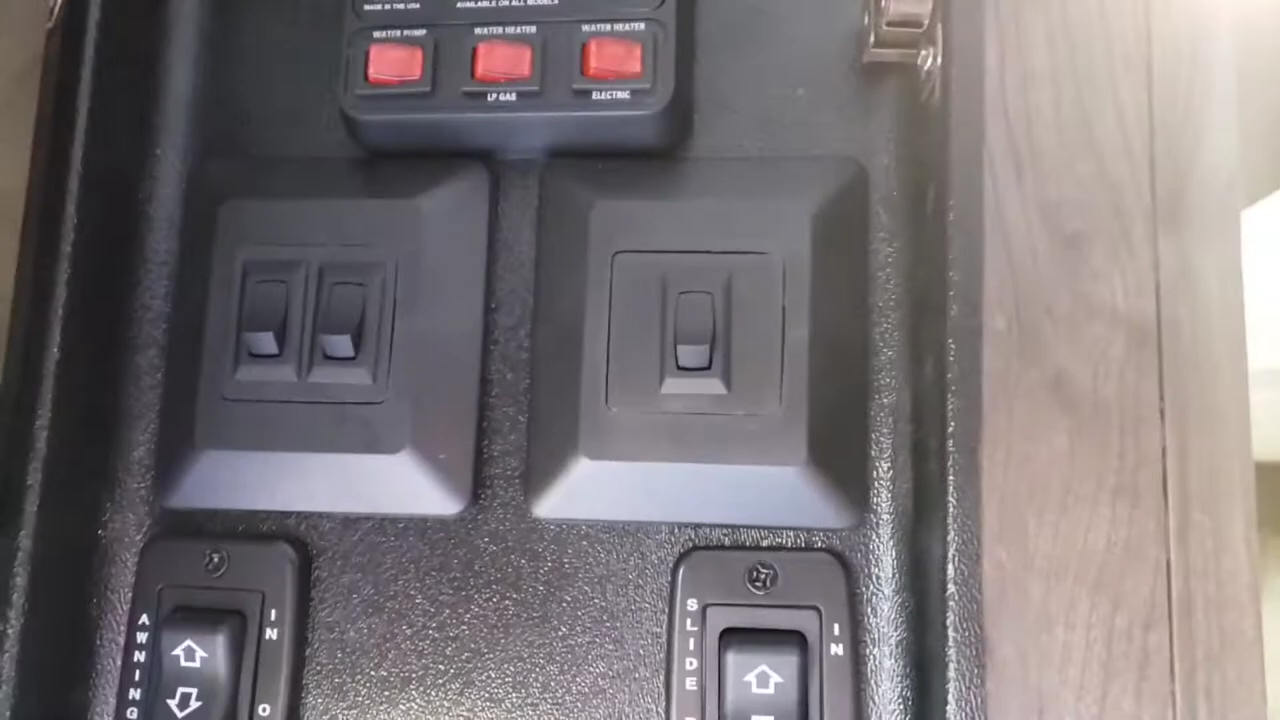 MADE IN THE USA
AVAILABLE ON ALL MODELS
WATER PUMP
WATER HEATER
WATER HEATER
LP GAS
ELECTRIC
AWNING
IN
O
SLIDE
IN